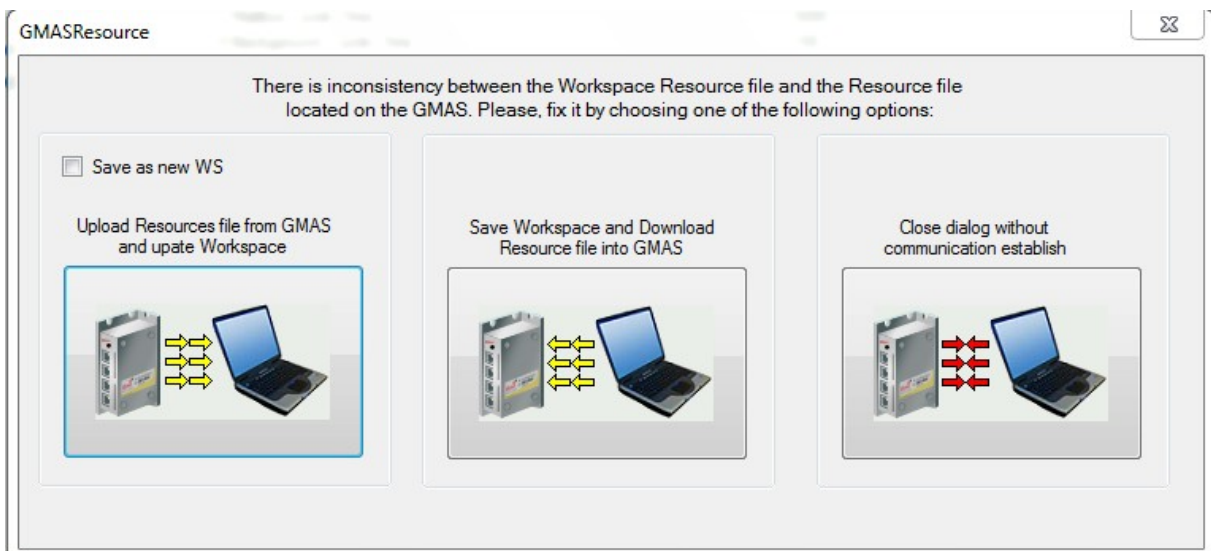 GMASResource
There is inconsistency between the Workspace Resource file and the Resource file
located on the GMAS. Please, fix it by choosing one of the following options:
Save as new WS
Upload Resources file from GMAS
and upate Workspace
Save Workspace and Download
Resource file into GMAS
Close dialog without
communication establish